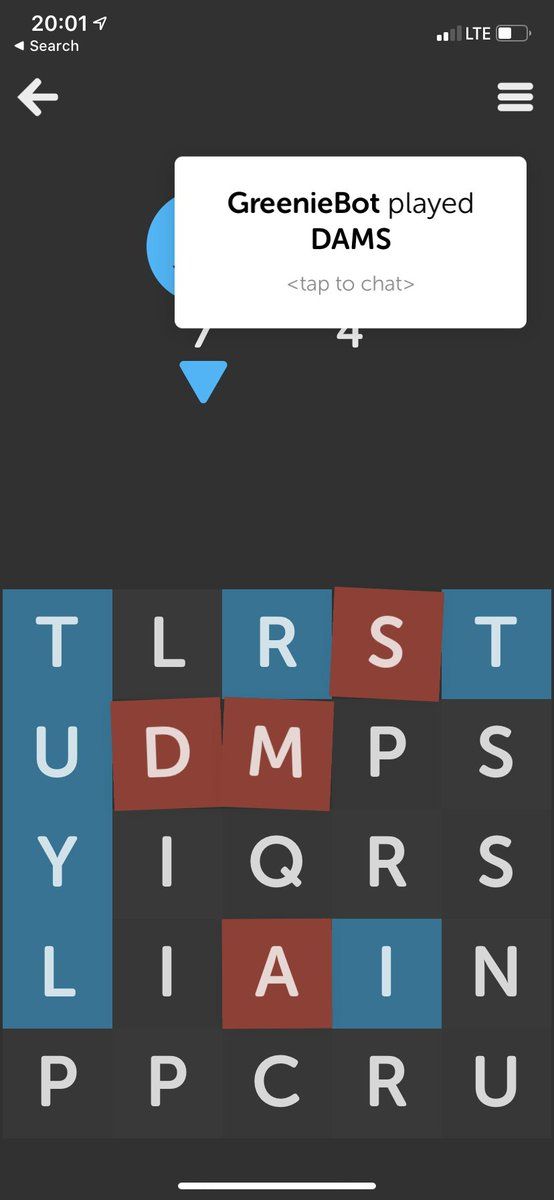 20:01
LTE
◄ Search
GreenieBot played
DAMS
<tap to chat>
7 4
T L R S T
U D M P S
Y I Q R S
L I A I N
P P C R U